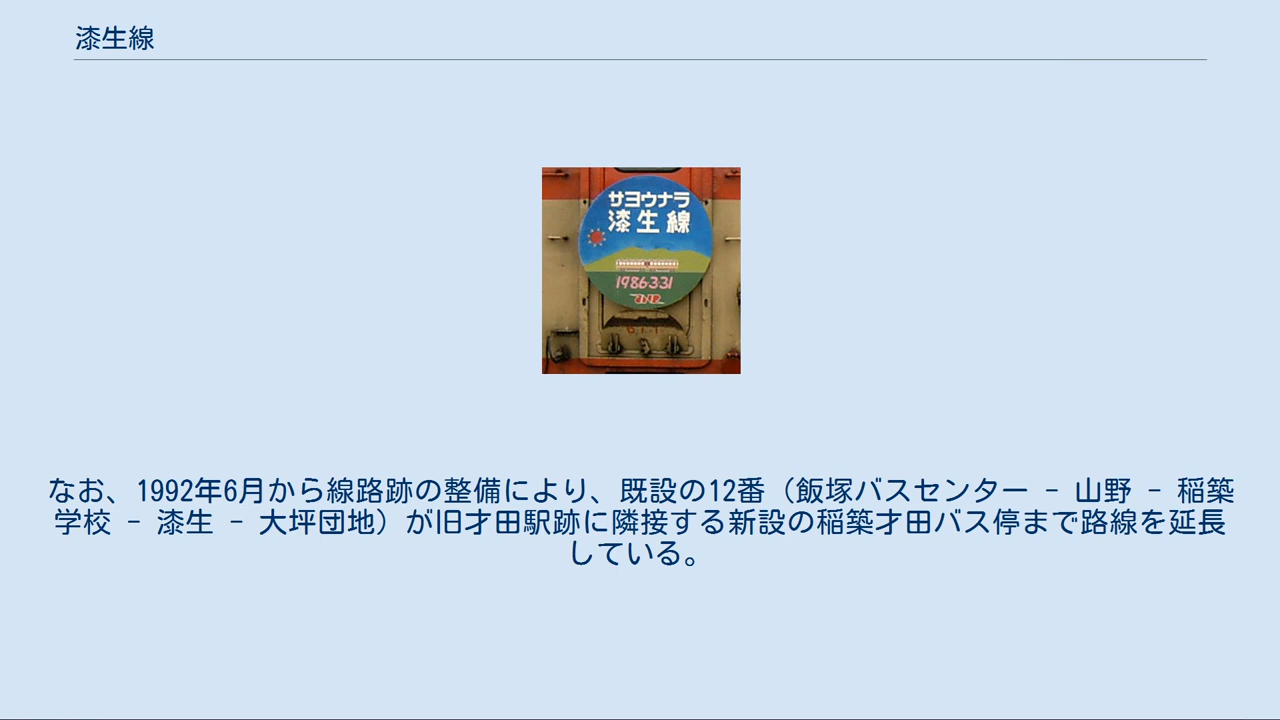 漆生線
サヨウナラ
漆生線
1986・3・31
なお、1992年6月から線路跡の整備により、既設の12番（飯塚バスセンター - 山野 - 稲築
学校 - 漆生 - 大坪団地）が旧才田駅跡に隣接する新設の稲築才田バス停まで路線を延長
している。